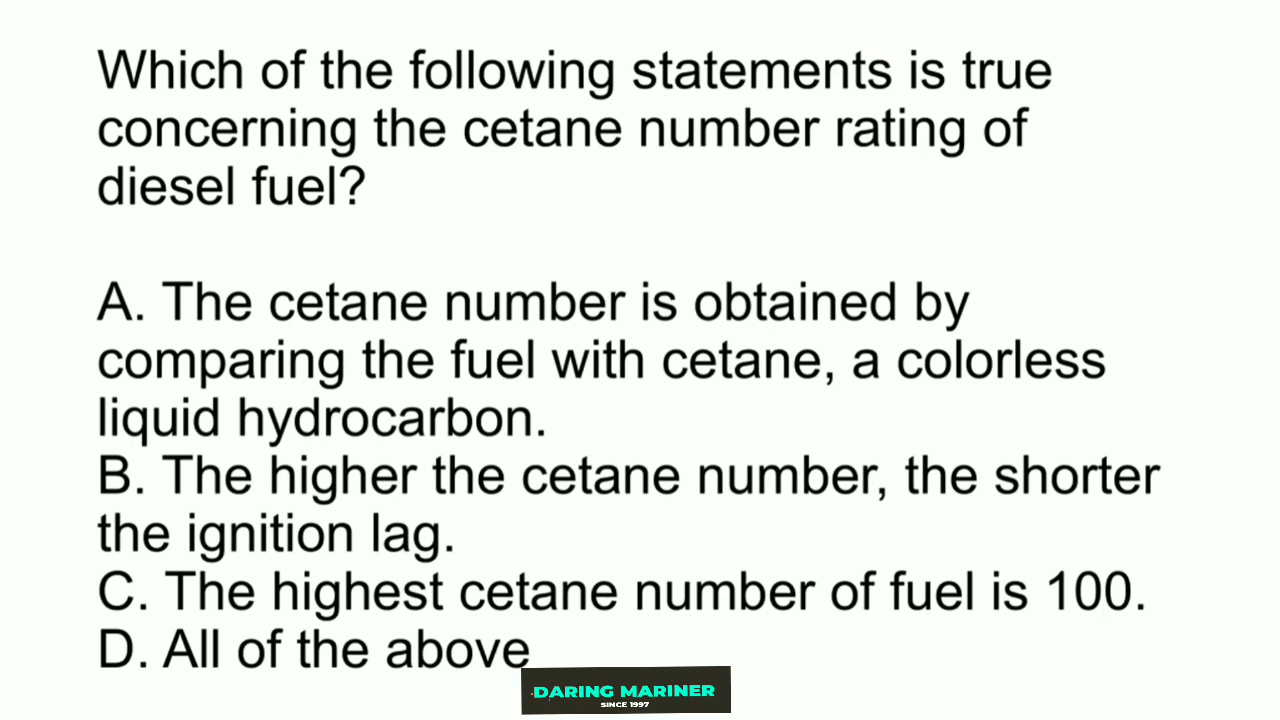 Which of the following statements is true
concerning the cetane number rating of
diesel fuel?
A. The cetane number is obtained by
comparing the fuel with cetane, a colorless
liquid hydrocarbon.
B. The higher the cetane number, the shorter
the ignition lag.
C. The highest cetane number of fuel is 100.
D. All of the above
DARING MARINER
SINCE 1997